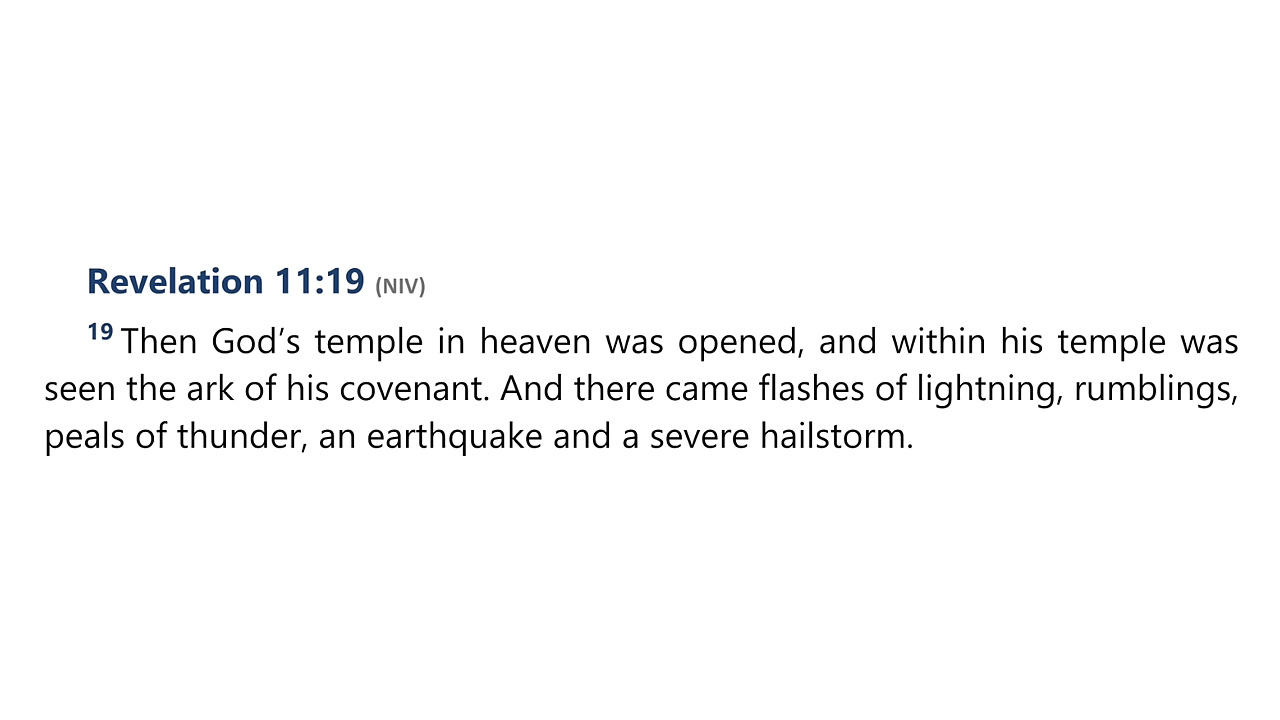 Revelation 11:19 (NIV)
19 Then God’s temple in heaven was opened, and within his temple was
seen the ark of his covenant. And there came flashes of lightning, rumblings,
peals of thunder, an earthquake and a severe hailstorm.